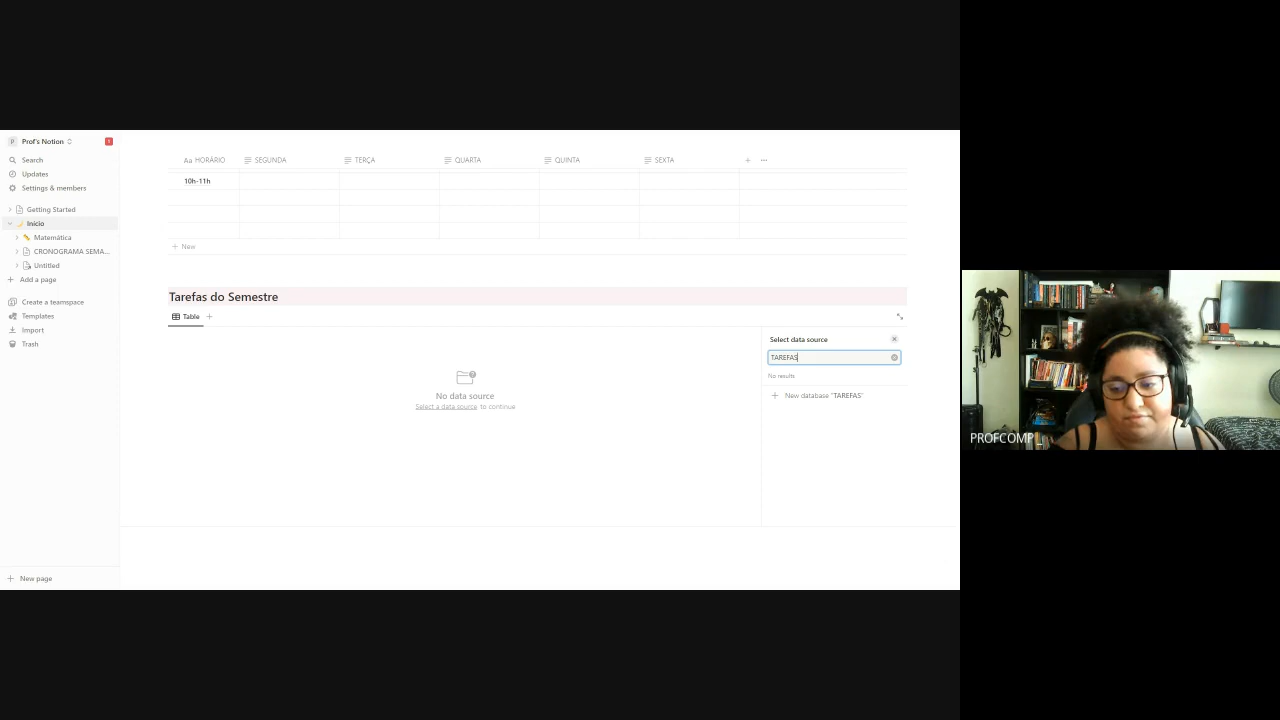 Prof's Notion
Search
Updates
Settings & members
Getting Started
Início
Matemática
CRONOGRAMA SEMA...
Untitled
Add a page
Create a teamspace
Templates
Import
Trash
New page
Aa HORÁRIO SEGUNDA TERÇA QUARTA QUINTA SEXTA
10h-11h
New
Tarefas do Semestre
Table
No data source
Select a data source to continue
Select data source
TAREFAS
No results
New database "TAREFAS"
PROFCOMP _